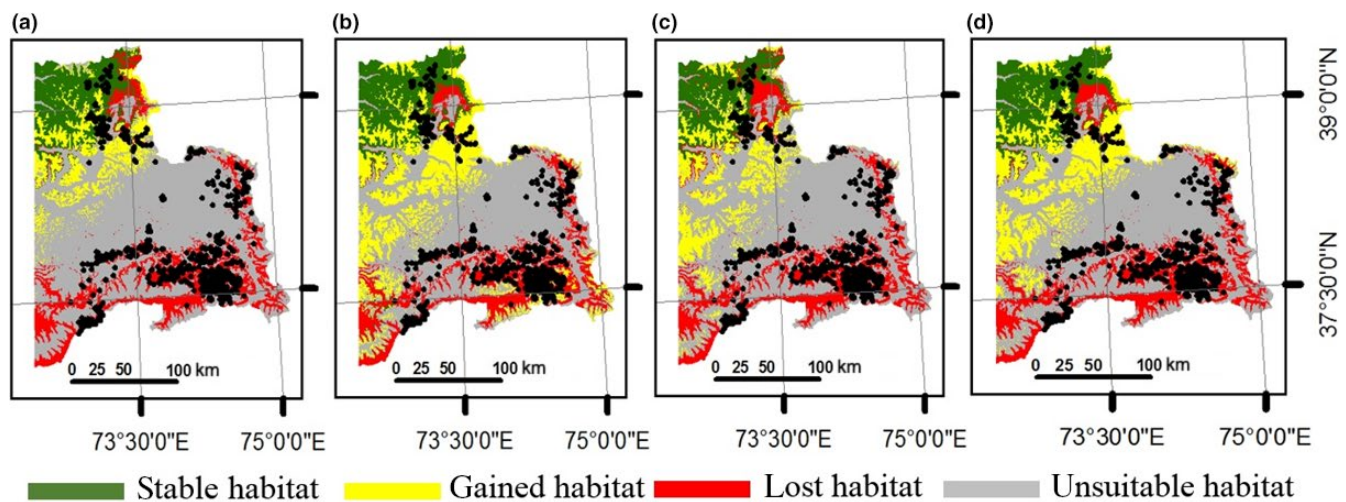 (a) (b) (c) (d)
39°0'0"N
37°30'0"N
0 25 50 100 km
0 25 50 100 km
0 25 50 100 km
0 25 50 100 km
73°30'0"E 75°0'0"E 73°30'0"E 75°0'0"E 73°30'0"E 75°0'0"E 73°30'0"E 75°0'0"E
Stable habitat Gained habitat Lost habitat Unsuitable habitat